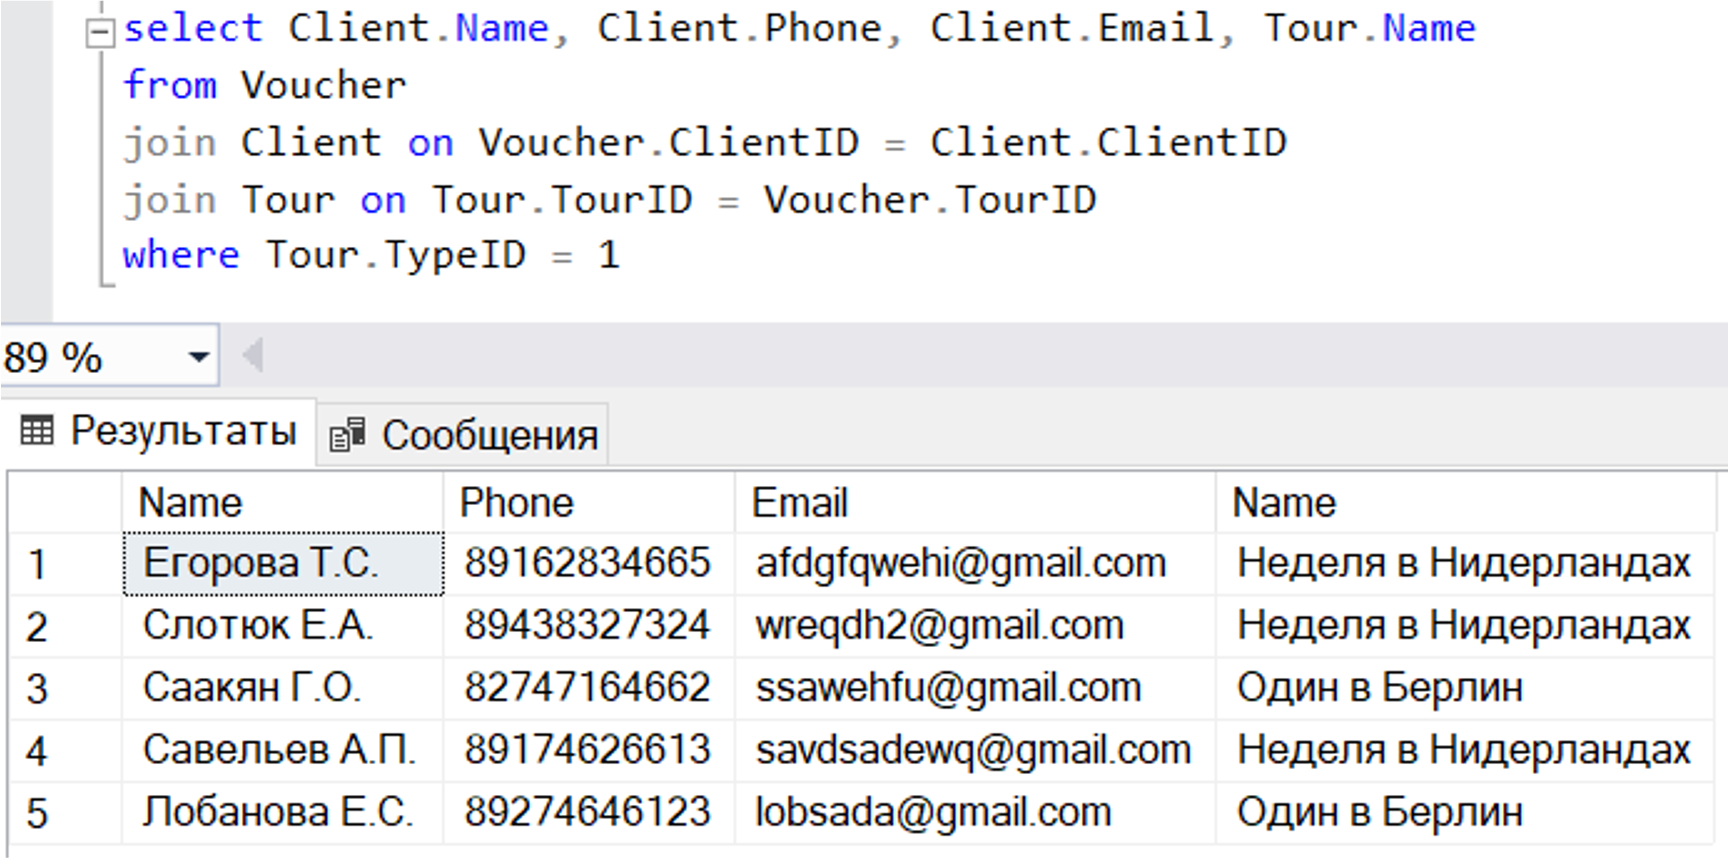 select Client.Name, Client.Phone, Client.Email, Tour.Name
from Voucher
join Client on Voucher.ClientID = Client.ClientID
join Tour on Tour.TourID = Voucher.TourID
where Tour.TypeID = 1
89 %
Результаты Сообщения
Name Phone Email Name
1 Егорова Т.С. 89162834665 afdgfqwehi@gmail.com Неделя в Нидерландах
2 Слотюк Е.А. 89438327324 wreqdh2@gmail.com Неделя в Нидерландах
3 Саакян Г.О. 82747164662 ssawehfu@gmail.com Один в Берлин
4 Савельев А.П. 89174626613 savdsadewq@gmail.com Неделя в Нидерландах
5 Лобанова Е.С. 89274646123 lobsada@gmail.com Один в Берлин